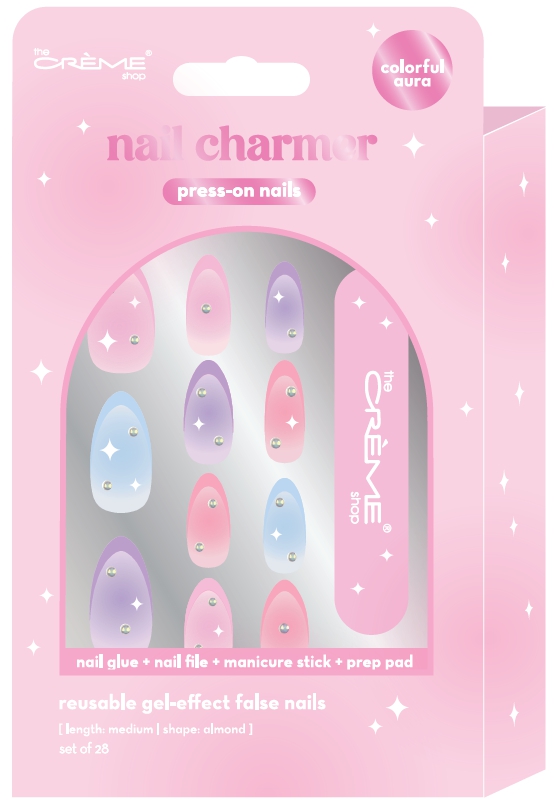 the
CRÈME®
shop
colorful
aura
nail charmer
press-on nails
the
CRÈME®
shop
nail glue + nail file + manicure stick + prep pad
reusable gel-effect false nails
[ length: medium | shape: almond ]
set of 28